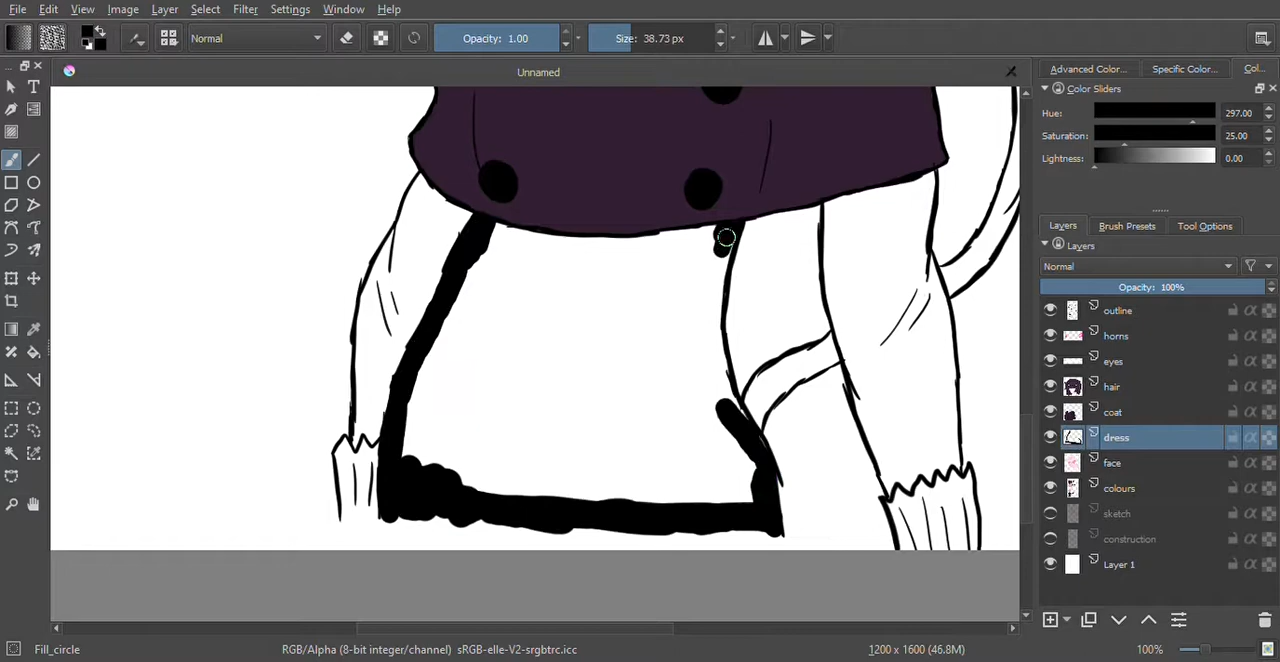 File Edit View Image Layer Select Filter Settings Window Help
Normal Opacity: 1.00 Size: 38.73 px
Unnamed
Advanced Color... Specific Color... Col...
Color Sliders
Hue: 297.00
Saturation: 25.00
Lightness: 0.00
Layers Brush Presets Tool Options
Layers
Normal
Opacity: 100%
outline
horns
eyes
hair
coat
dress
face
colours
sketch
construction
Layer 1
Fill_circle RGB/Alpha (8-bit integer/channel) sRGB-elle-V2-srgbtrc.icc 1200 x 1600 (46.8M) 100%